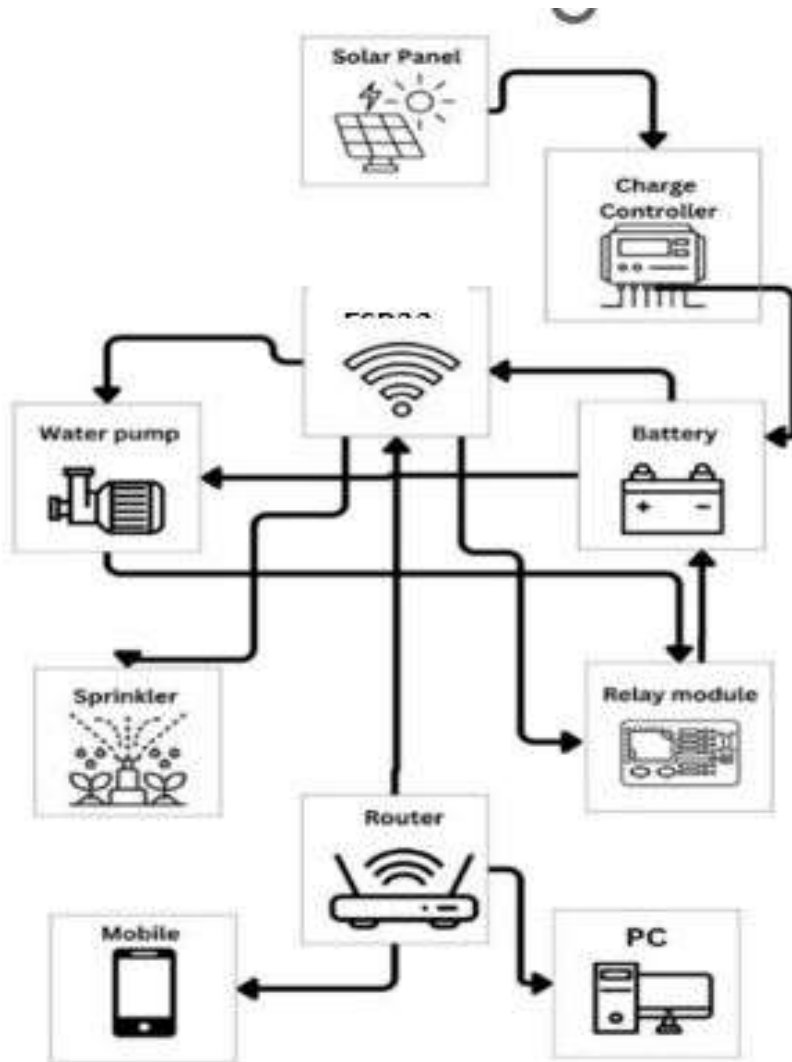 Solar Panel
Charge
Controller
Water pump
Battery
Sprinkler
Relay module
Router
Mobile
PC